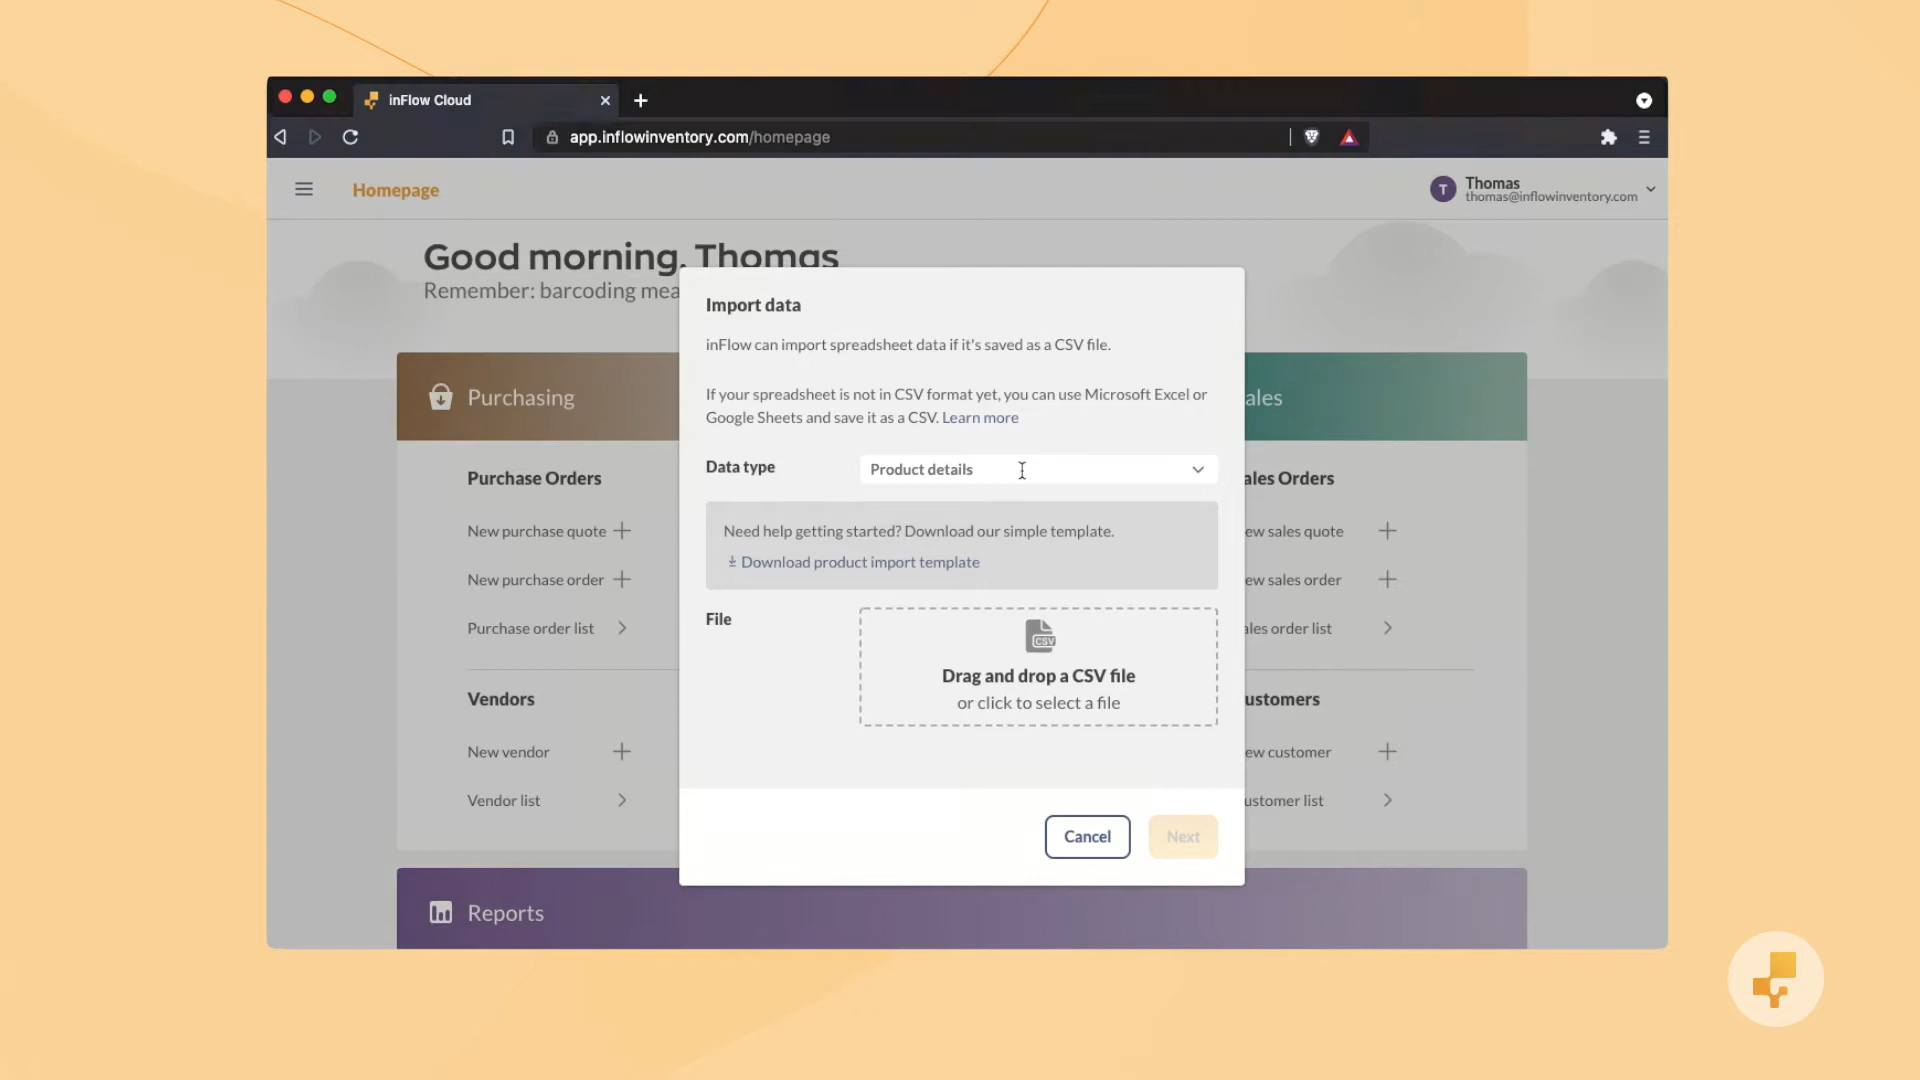 inFlow Cloud
app.inflowinventory.com/homepage
Homepage
T
Thomas
thomas@inflowinventory.com
Good morning, Thomas
Remember: barcoding mea
Purchasing
Purchase Orders
New purchase quote
New purchase order
Purchase order list
Vendors
New vendor
Vendor list
Import data
inFlow can import spreadsheet data if it's saved as a CSV file.
If your spreadsheet is not in CSV format yet, you can use Microsoft Excel or
Google Sheets and save it as a CSV. Learn more
Data type
Product details
Need help getting started? Download our simple template.
Download product import template
File
CSV
Drag and drop a CSV file
or click to select a file
Cancel
Next
ales
ales Orders
ew sales quote
ew sales order
ales order list
ustomers
ew customer
ustomer list
Reports